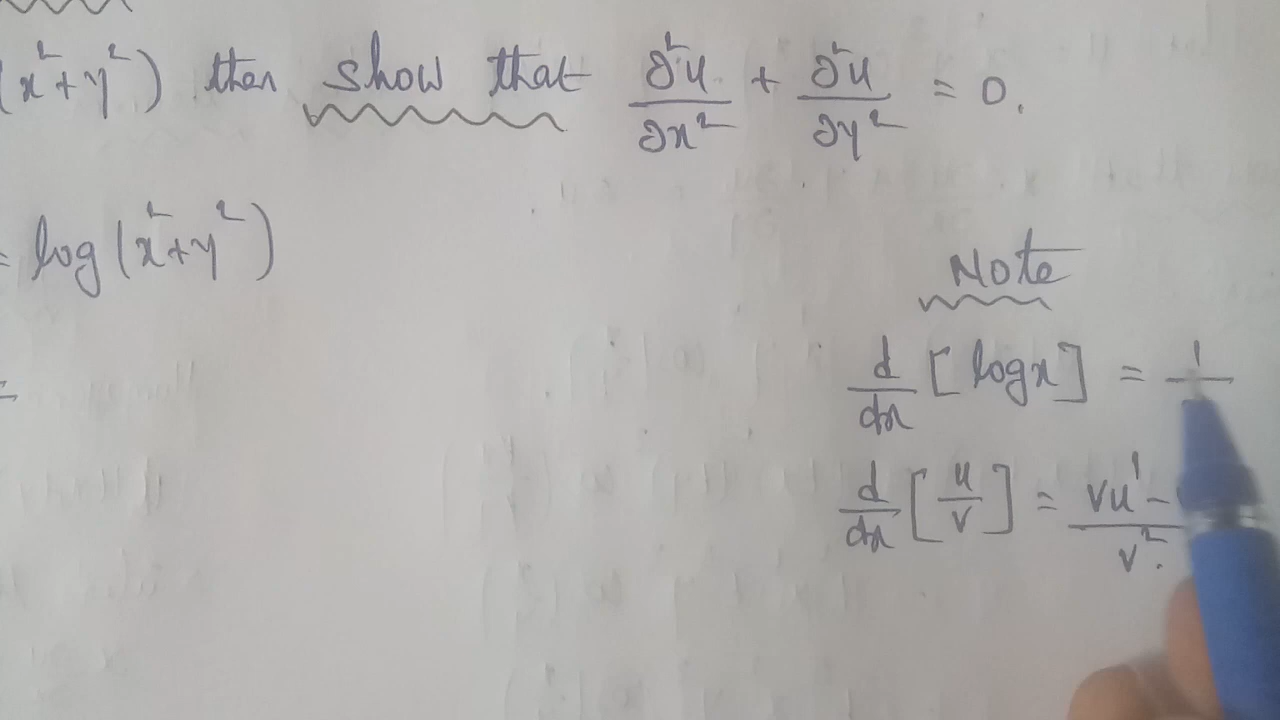 (x²+y²) then show that ∂²u/∂x² + ∂²u/∂y² = 0.
= log(x²+y²)
Note
d/dx [logx] = 1
=
d/dx [u/v] = vu' - / v².